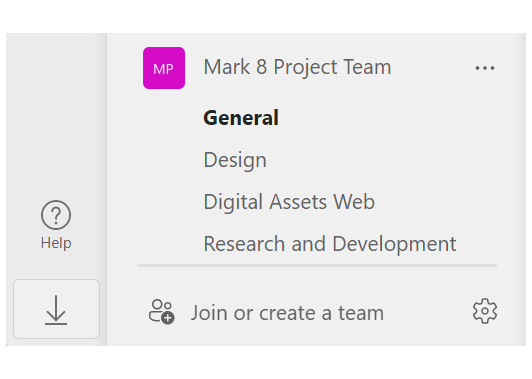 MP
Mark 8 Project Team
General
Design
Digital Assets Web
Research and Development
Help
Join or create a team